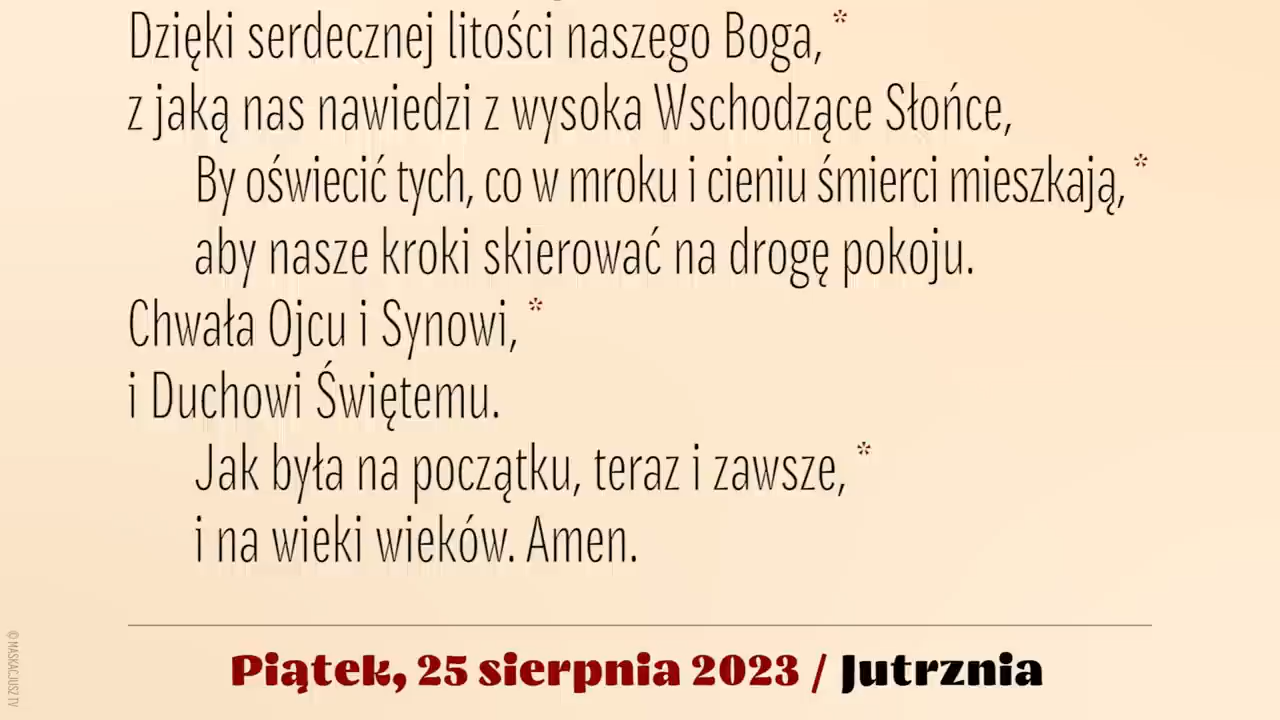 Dzięki serdecznej litości naszego Boga, *
z jaką nas nawiedzi z wysoka Wschodzące Słońce,
By oświecić tych, co w mroku i cieniu śmierci mieszkają, *
aby nasze kroki skierować na drogę pokoju.
Chwała Ojcu i Synowi, *
i Duchowi Świętemu.
Jak była na początku, teraz i zawsze, *
i na wieki wieków. Amen.
Piątek, 25 sierpnia 2023 / Jutrznia
© MASKACJUSZ TV